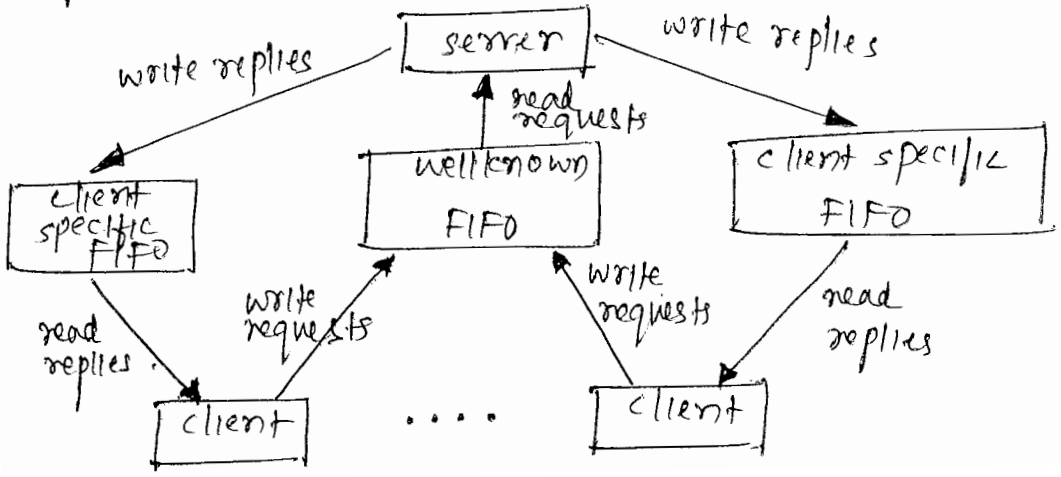 server
write replies
write replies
read
requests
wellknown
FIFO
client specific
FIFO
client
specific
FIFO
write
requests
write
requests
read
replies
read
replies
client
....
client